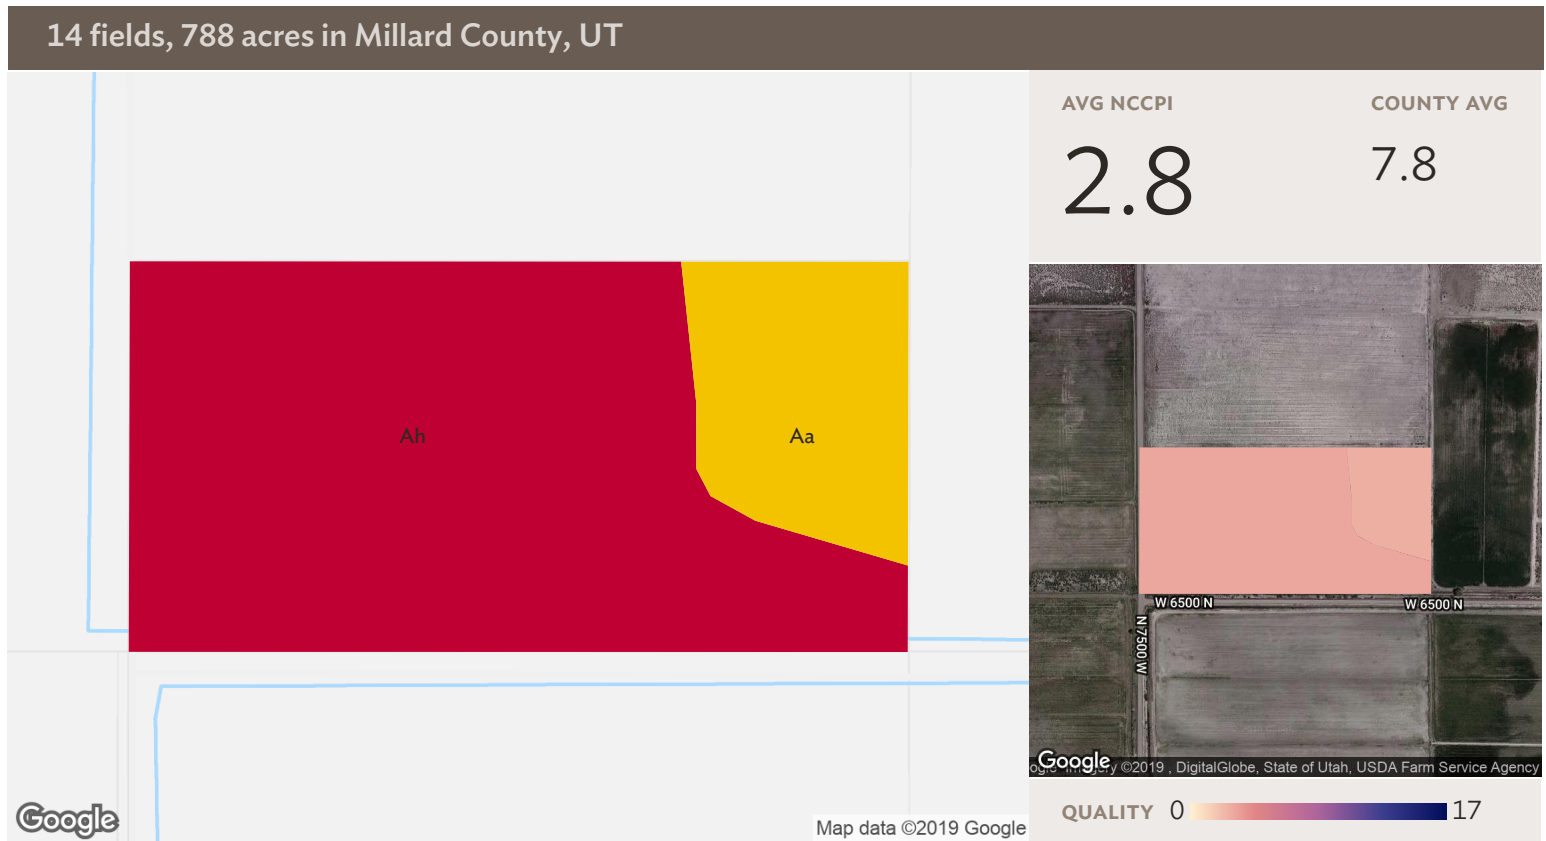 14 fields, 788 acres in Millard County, UT
AVG NCCPI
COUNTY AVG
2.8
7.8
Ah
Aa
W 6500 N
W 6500 N
N 7500 W
Google
Imagery ©2019 , DigitalGlobe, State of Utah, USDA Farm Service Agency
Google
Map data ©2019 Google
QUALITY 0 17